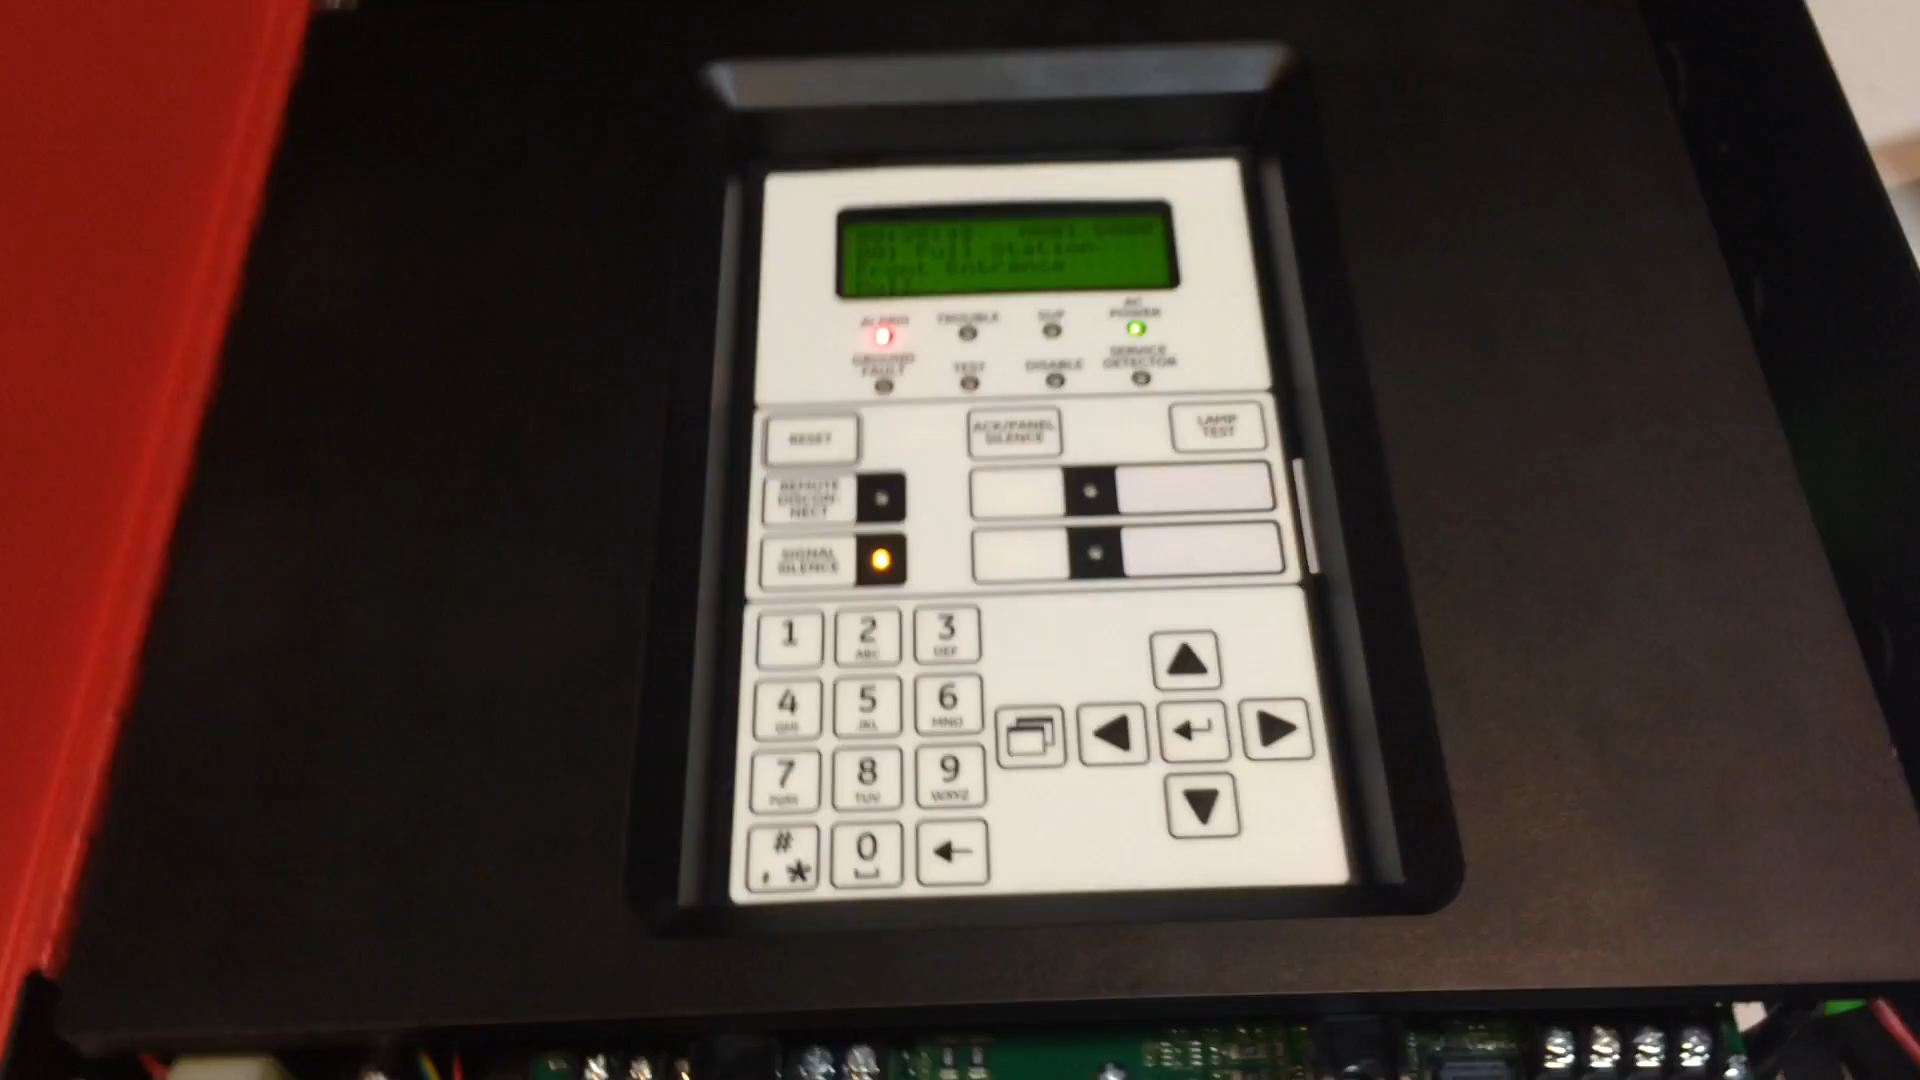 001 Pull Station
Front Entrance
Pull
ALARM
TROUBLE
SUP
AC
POWER
GROUND
FAULT
TEST
DISABLE
SERVICE
DETECTOR
RESET
ACK/PANEL
SILENCE
LAMP
TEST
REMOTE
DISCON-
NECT
SIGNAL
SILENCE
1
2
ABC
3
DEF
4
GHI
5
JKL
6
MNO
7
PQRS
8
TUV
9
WXYZ
#
, *
0